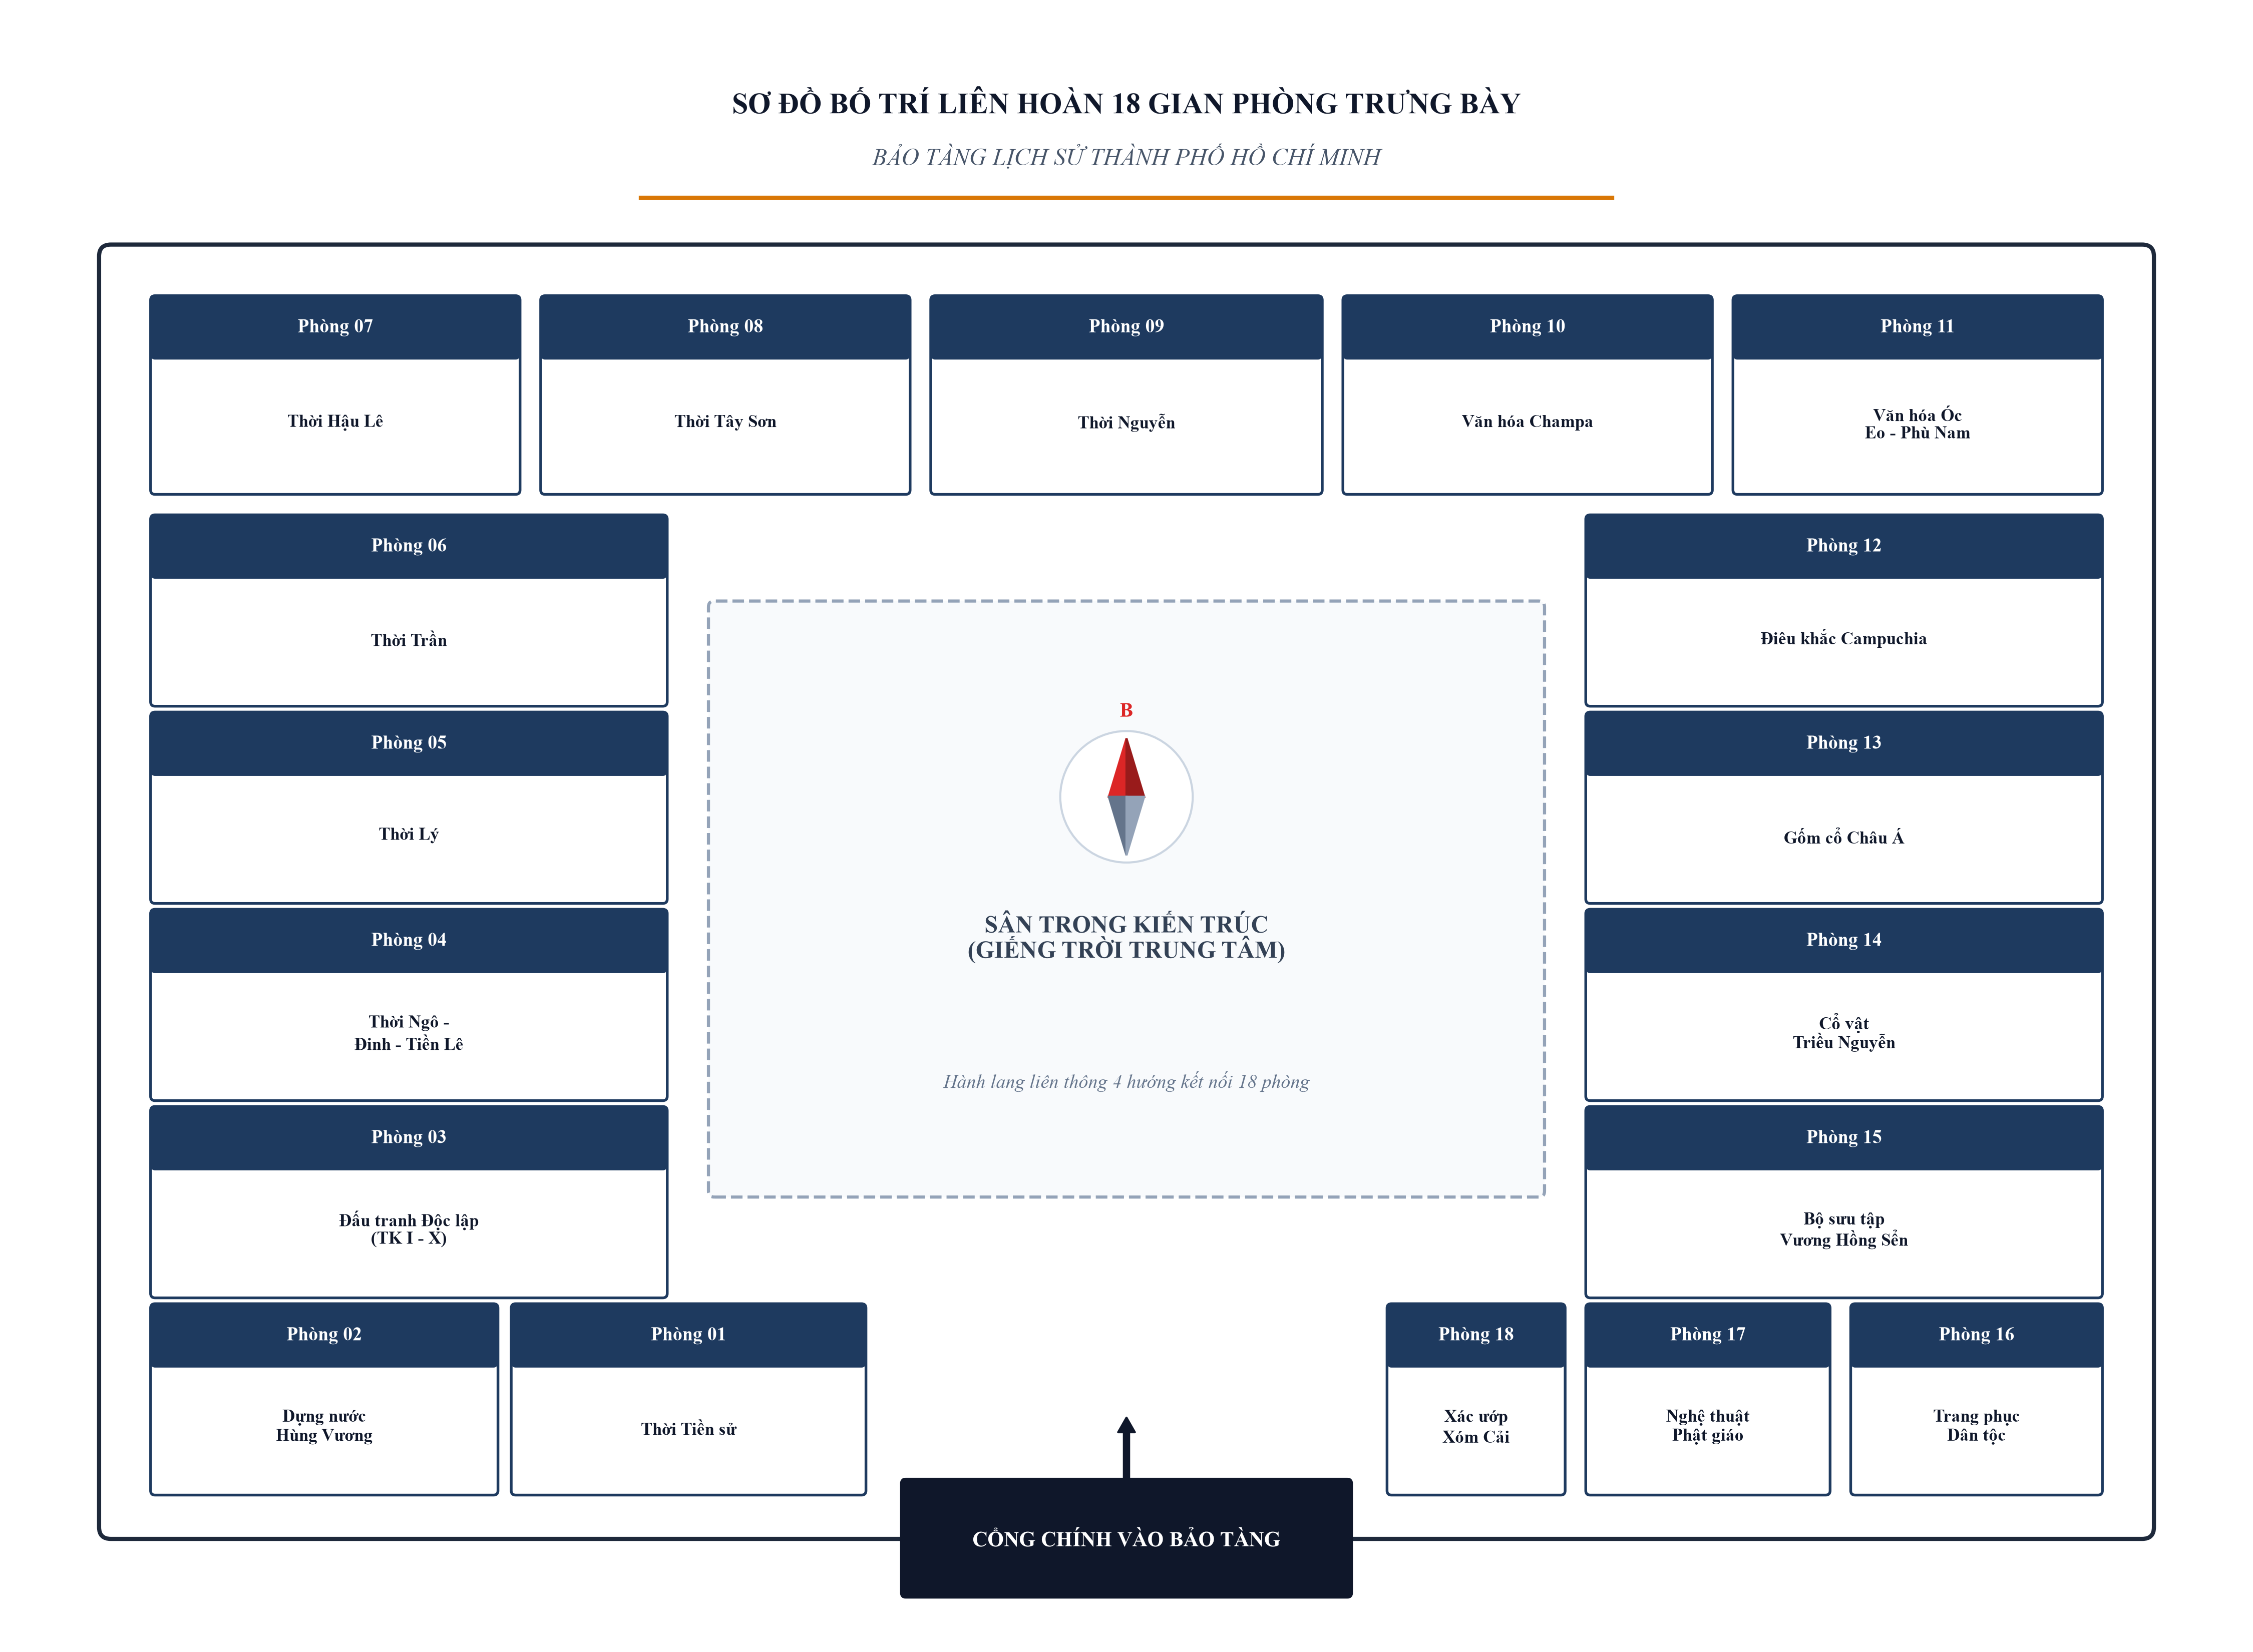 SƠ ĐỒ BỐ TRÍ LIÊN HOÀN 18 GIAN PHÒNG TRƯNG BÀY
BẢO TÀNG LỊCH SỬ THÀNH PHỐ HỒ CHÍ MINH
Phòng 07
Thời Hậu Lê
Phòng 08
Thời Tây Sơn
Phòng 09
Thời Nguyễn
Phòng 10
Văn hóa Champa
Phòng 11
Văn hóa Óc
Eo - Phù Nam
Phòng 06
Thời Trần
Phòng 05
Thời Lý
Phòng 04
Thời Ngô -
Đinh - Tiền Lê
Phòng 03
Đấu tranh Độc lập
(TK I - X)
B
SÂN TRONG KIẾN TRÚC
(GIẾNG TRỜI TRUNG TÂM)
Hành lang liên thông 4 hướng kết nối 18 phòng
Phòng 12
Điêu khắc Campuchia
Phòng 13
Gốm cổ Châu Á
Phòng 14
Cổ vật
Triều Nguyễn
Phòng 15
Bộ sưu tập
Vương Hồng Sển
Phòng 02
Dựng nước
Hùng Vương
Phòng 01
Thời Tiền sử
Phòng 18
Xác ướp
Xóm Cải
Phòng 17
Nghệ thuật
Phật giáo
Phòng 16
Trang phục
Dân tộc
CỔNG CHÍNH VÀO BẢO TÀNG